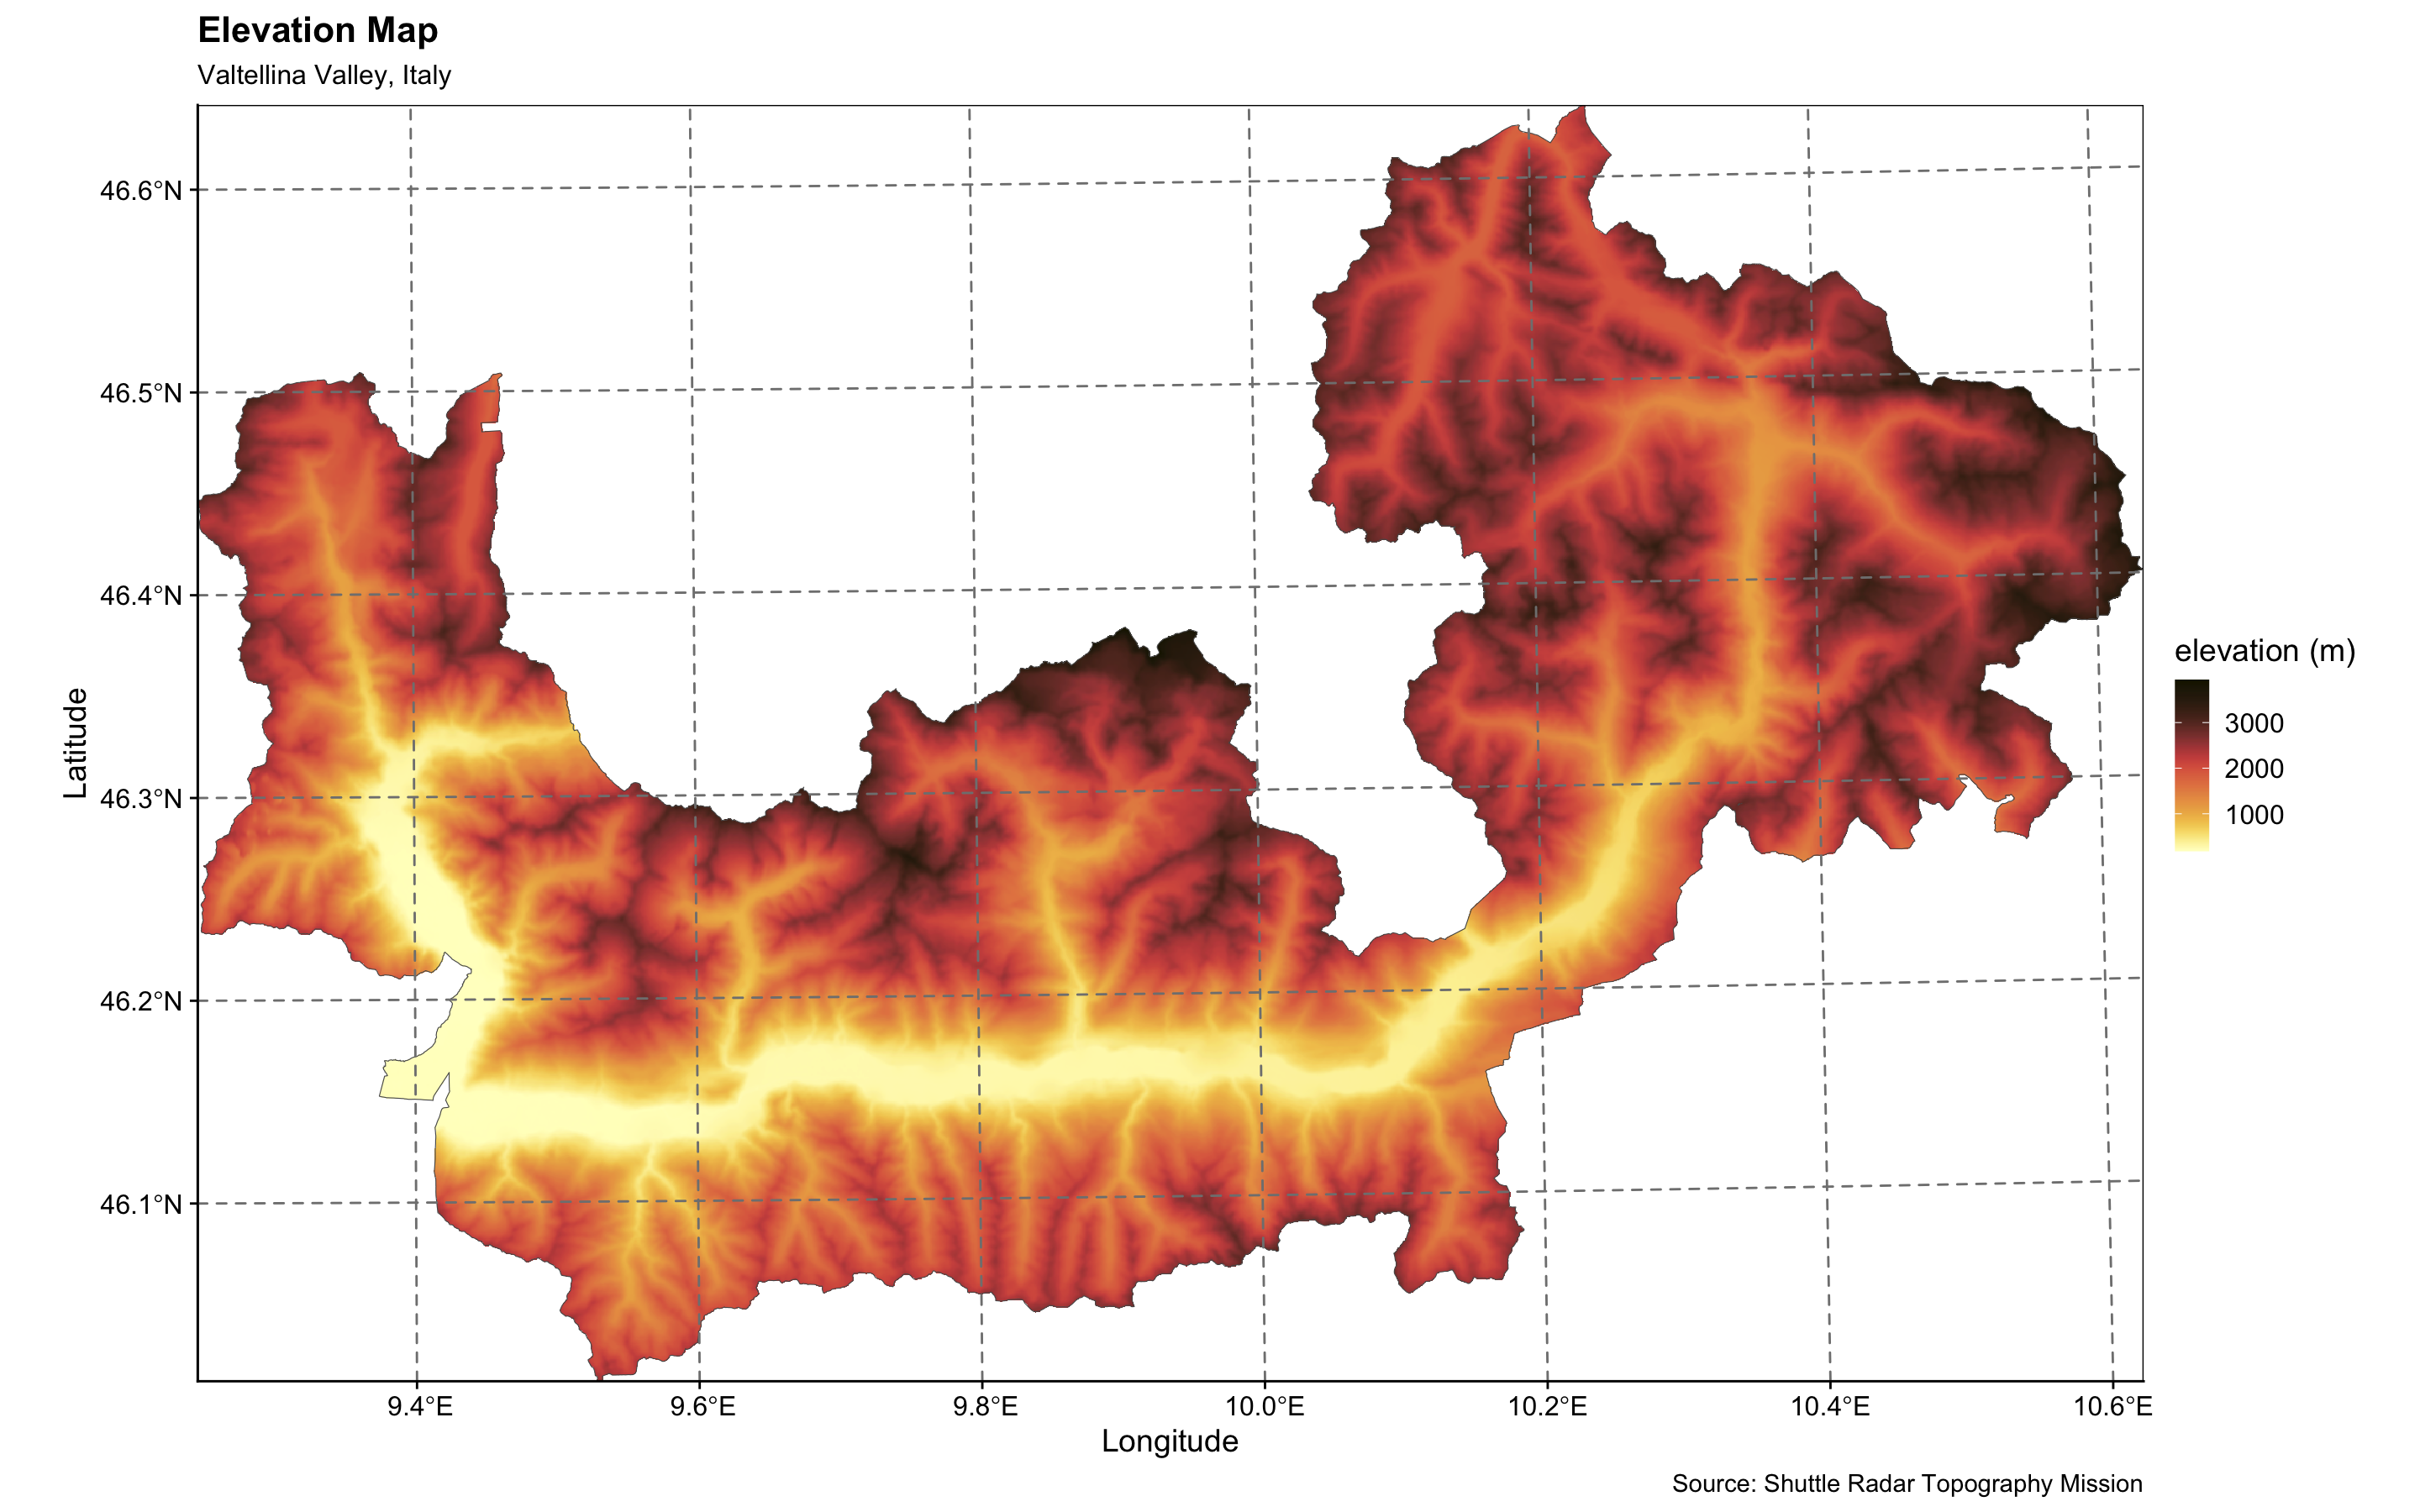 Elevation Map
Valtellina Valley, Italy
46.6°N
46.5°N
46.4°N
46.3°N
46.2°N
46.1°N
Latitude
9.4°E 9.6°E 9.8°E 10.0°E 10.2°E 10.4°E 10.6°E
Longitude
elevation (m)
3000
2000
1000
Source: Shuttle Radar Topography Mission